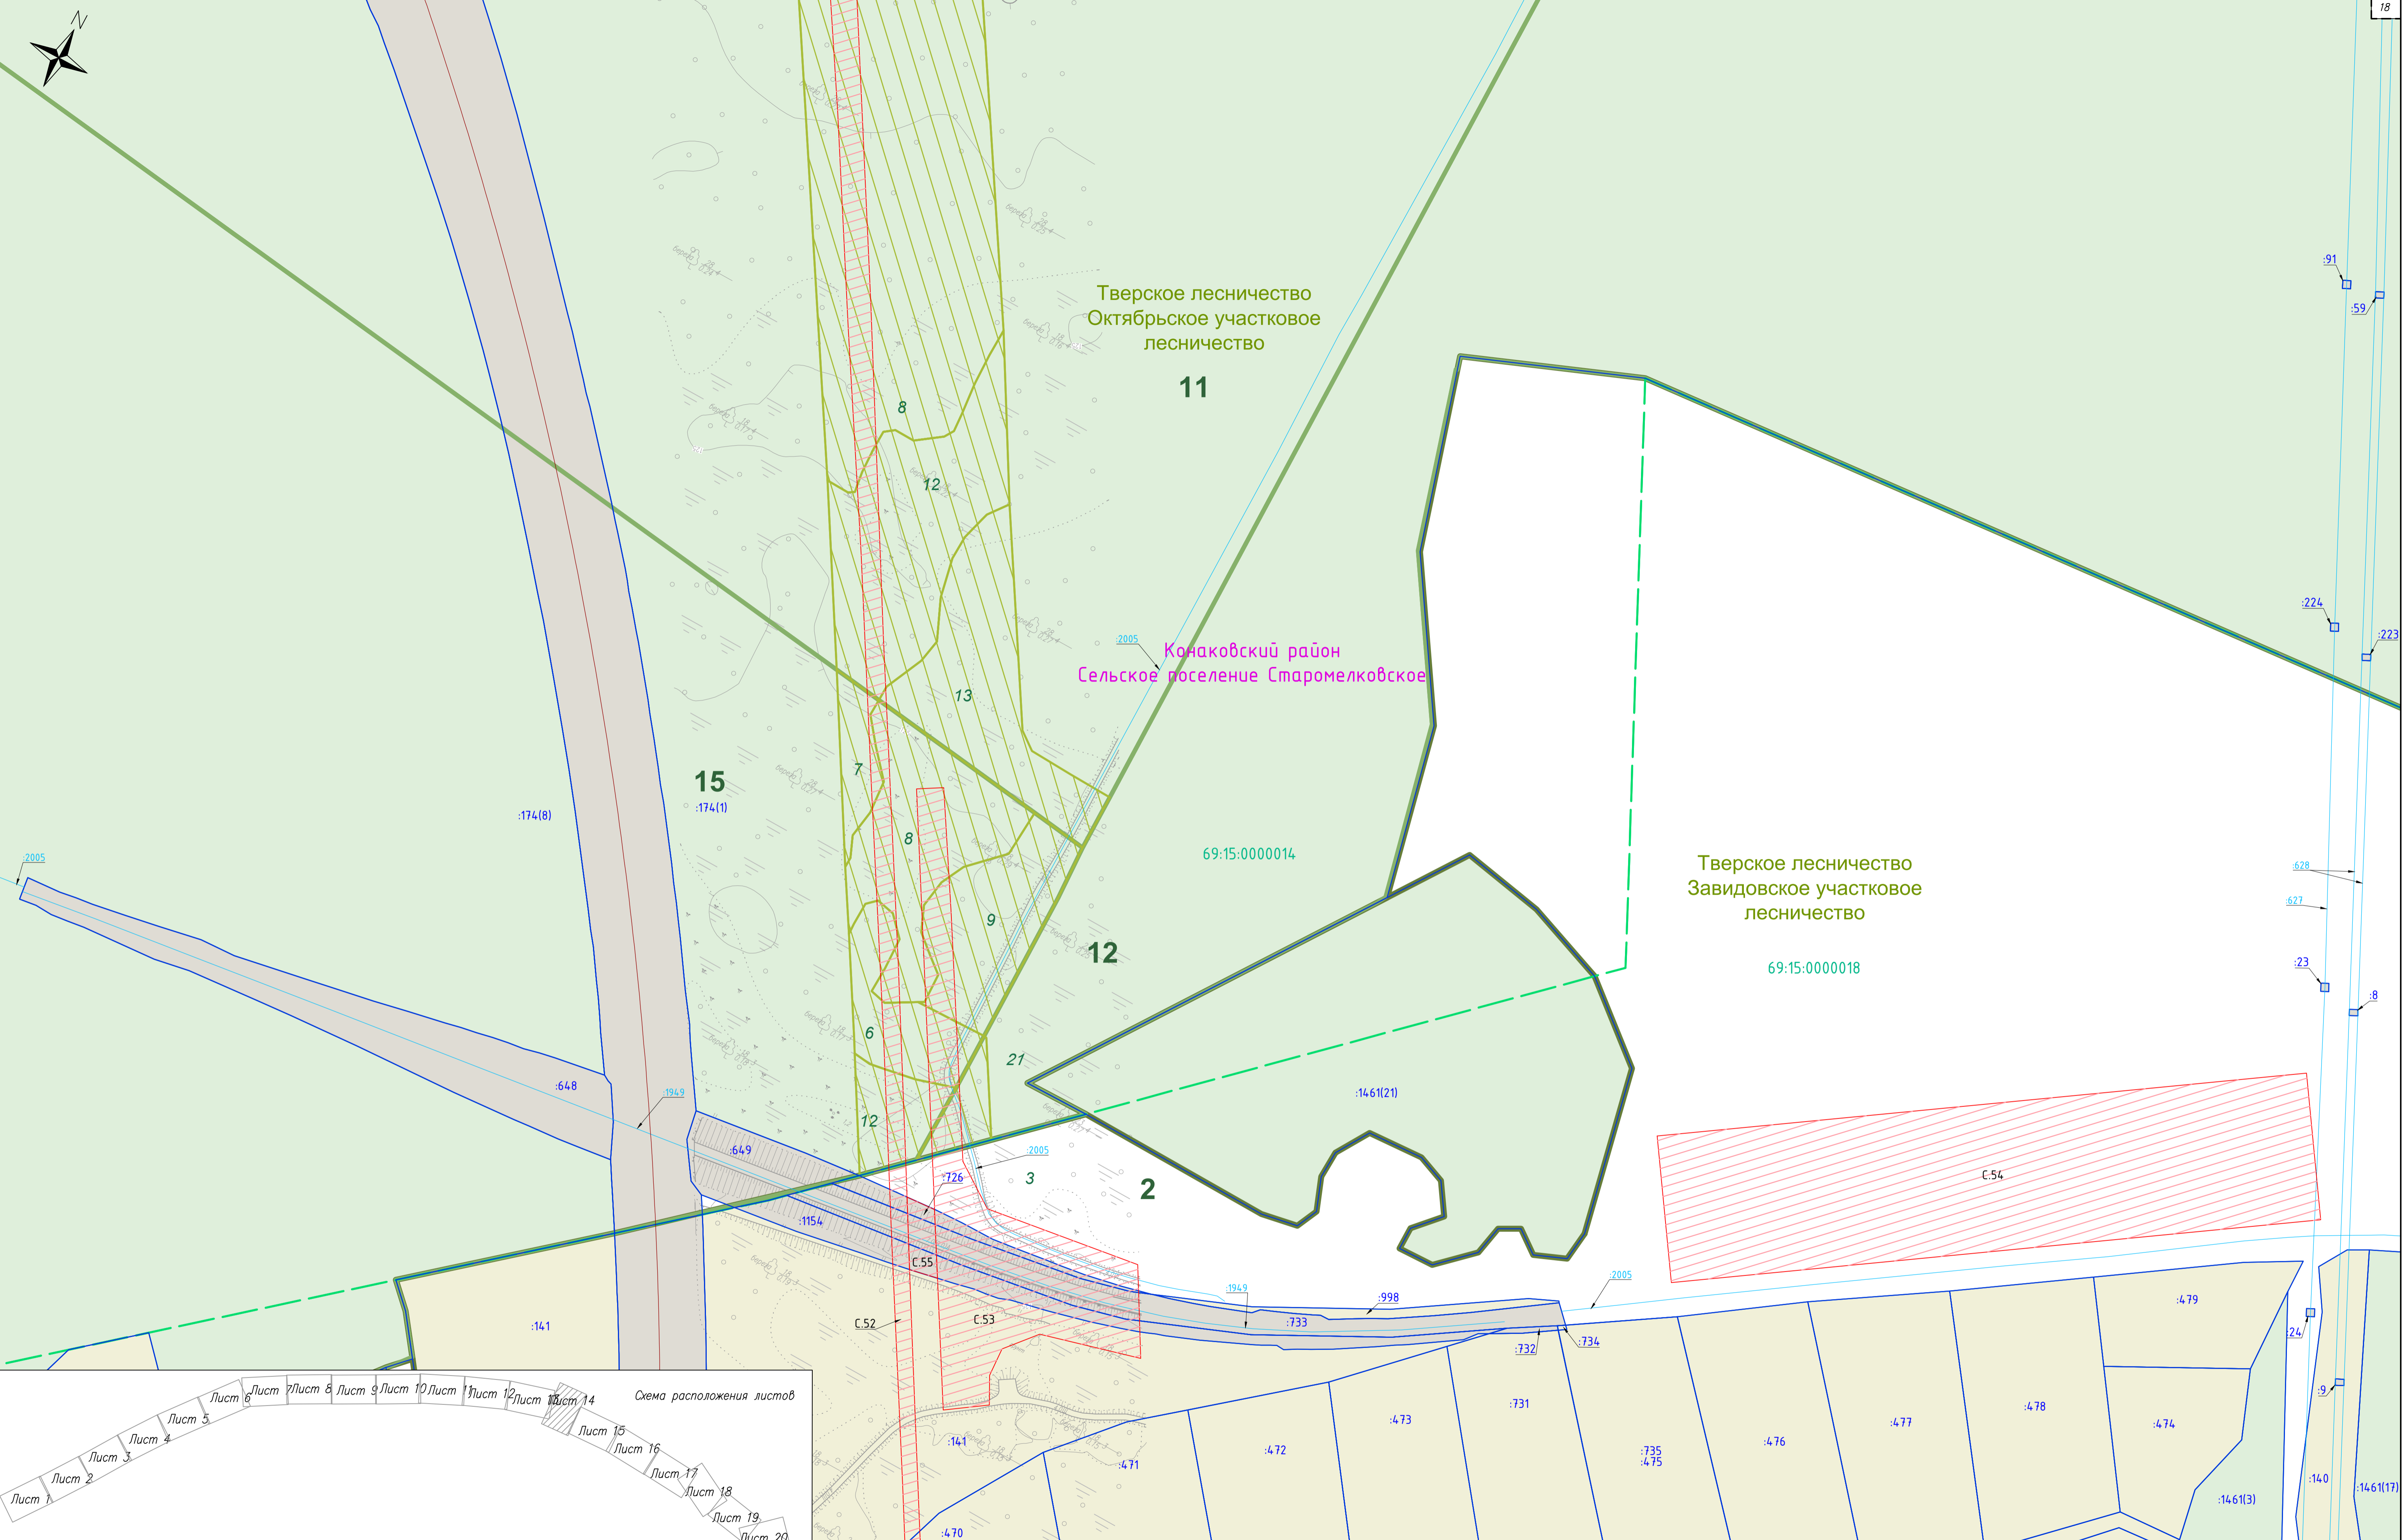 N
18
:91
:59
Тверское лесничество
Октябрьское участковое
лесничество
11
8
12
:224
:223
:2005
Конаковский район
Сельское поселение Старомелковское
13
7
15
:174(1)
:174(8)
8
69:15:0000014
Тверское лесничество
Завидовское участковое
лесничество
:2005
:628
:627
9
12
69:15:0000018
:23
:8
6
21
:648
:1949
:1461(21)
12
:649
:2005
3
:726
2
С.54
:1154
С.55
:2005
:1949
:998
:479
С.52
С.53
:733
:141
:24
:732
:734
:9
Схема расположения листов
Лист 1
Лист 2
Лист 3
Лист 4
Лист 5
Лист 6
Лист 7
Лист 8
Лист 9
Лист 10
Лист 11
Лист 12
Лист 13
Лист 14
Лист 15
Лист 16
Лист 17
Лист 18
Лист 19
Лист 20
:731
:473
:478
:477
:474
:476
:141
:472
:735
:475
:471
:140
:1461(17)
:1461(3)
:470